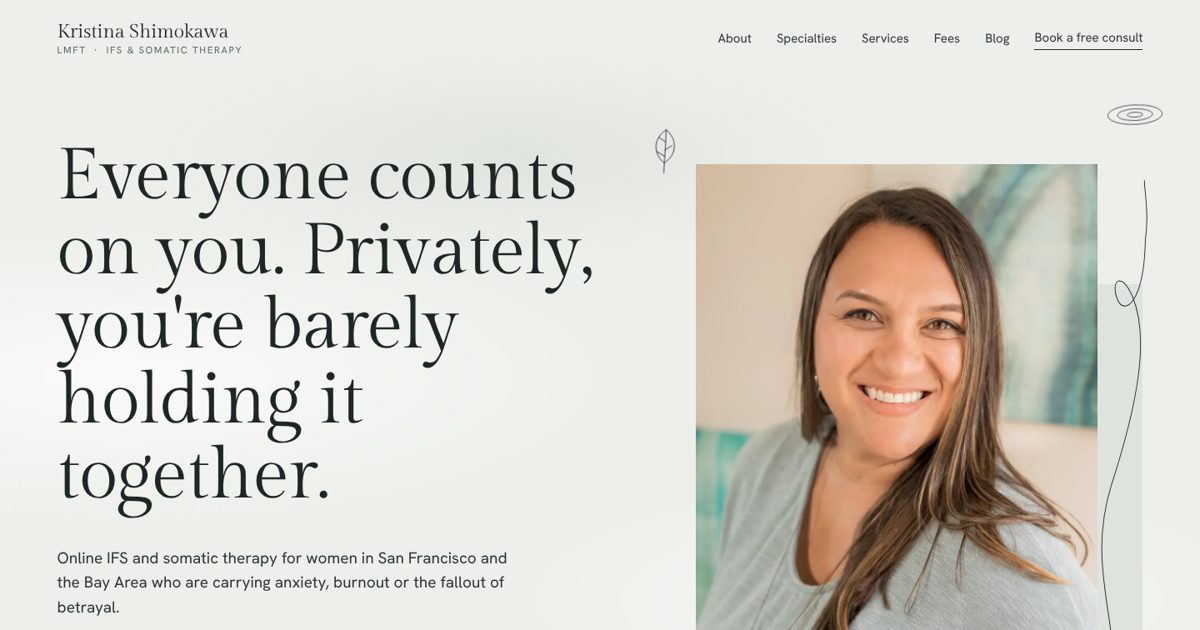 Kristina Shimokawa
LMFT · IFS & SOMATIC THERAPY
About Specialties Services Fees Blog Book a free consult
Everyone counts
on you. Privately,
you're barely
holding it
together.
Online IFS and somatic therapy for women in San Francisco and
the Bay Area who are carrying anxiety, burnout or the fallout of
betrayal.